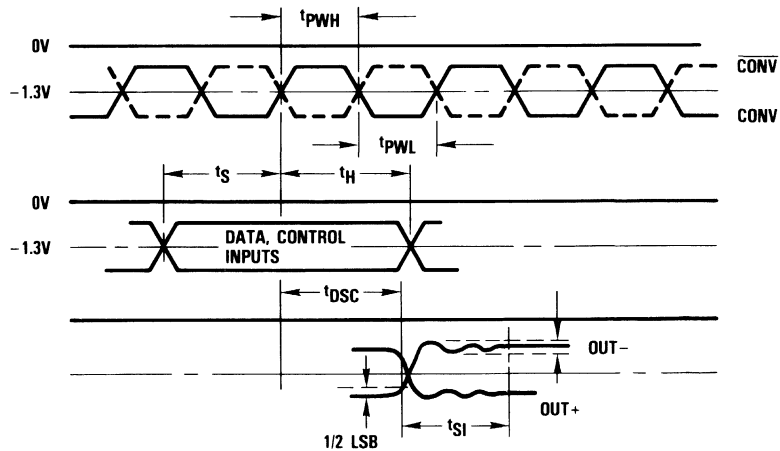 tPWH
0V
CONV
-1.3V
CONV
tPWL
tS
tH
0V
-1.3V
DATA, CONTROL
INPUTS
tDSC
OUT-
OUT+
tSI
1/2 LSB